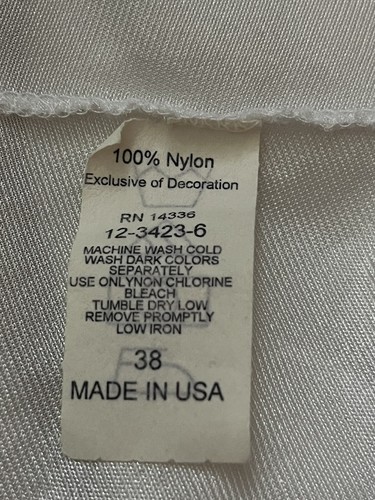 100% Nylon
Exclusive of Decoration
RN 14336
12-3423-6
MACHINE WASH COLD
WASH DARK COLORS
SEPARATELY
USE ONLYNON CHLORINE
BLEACH
TUMBLE DRY LOW
REMOVE PROMPTLY
LOW IRON
38
MADE IN USA